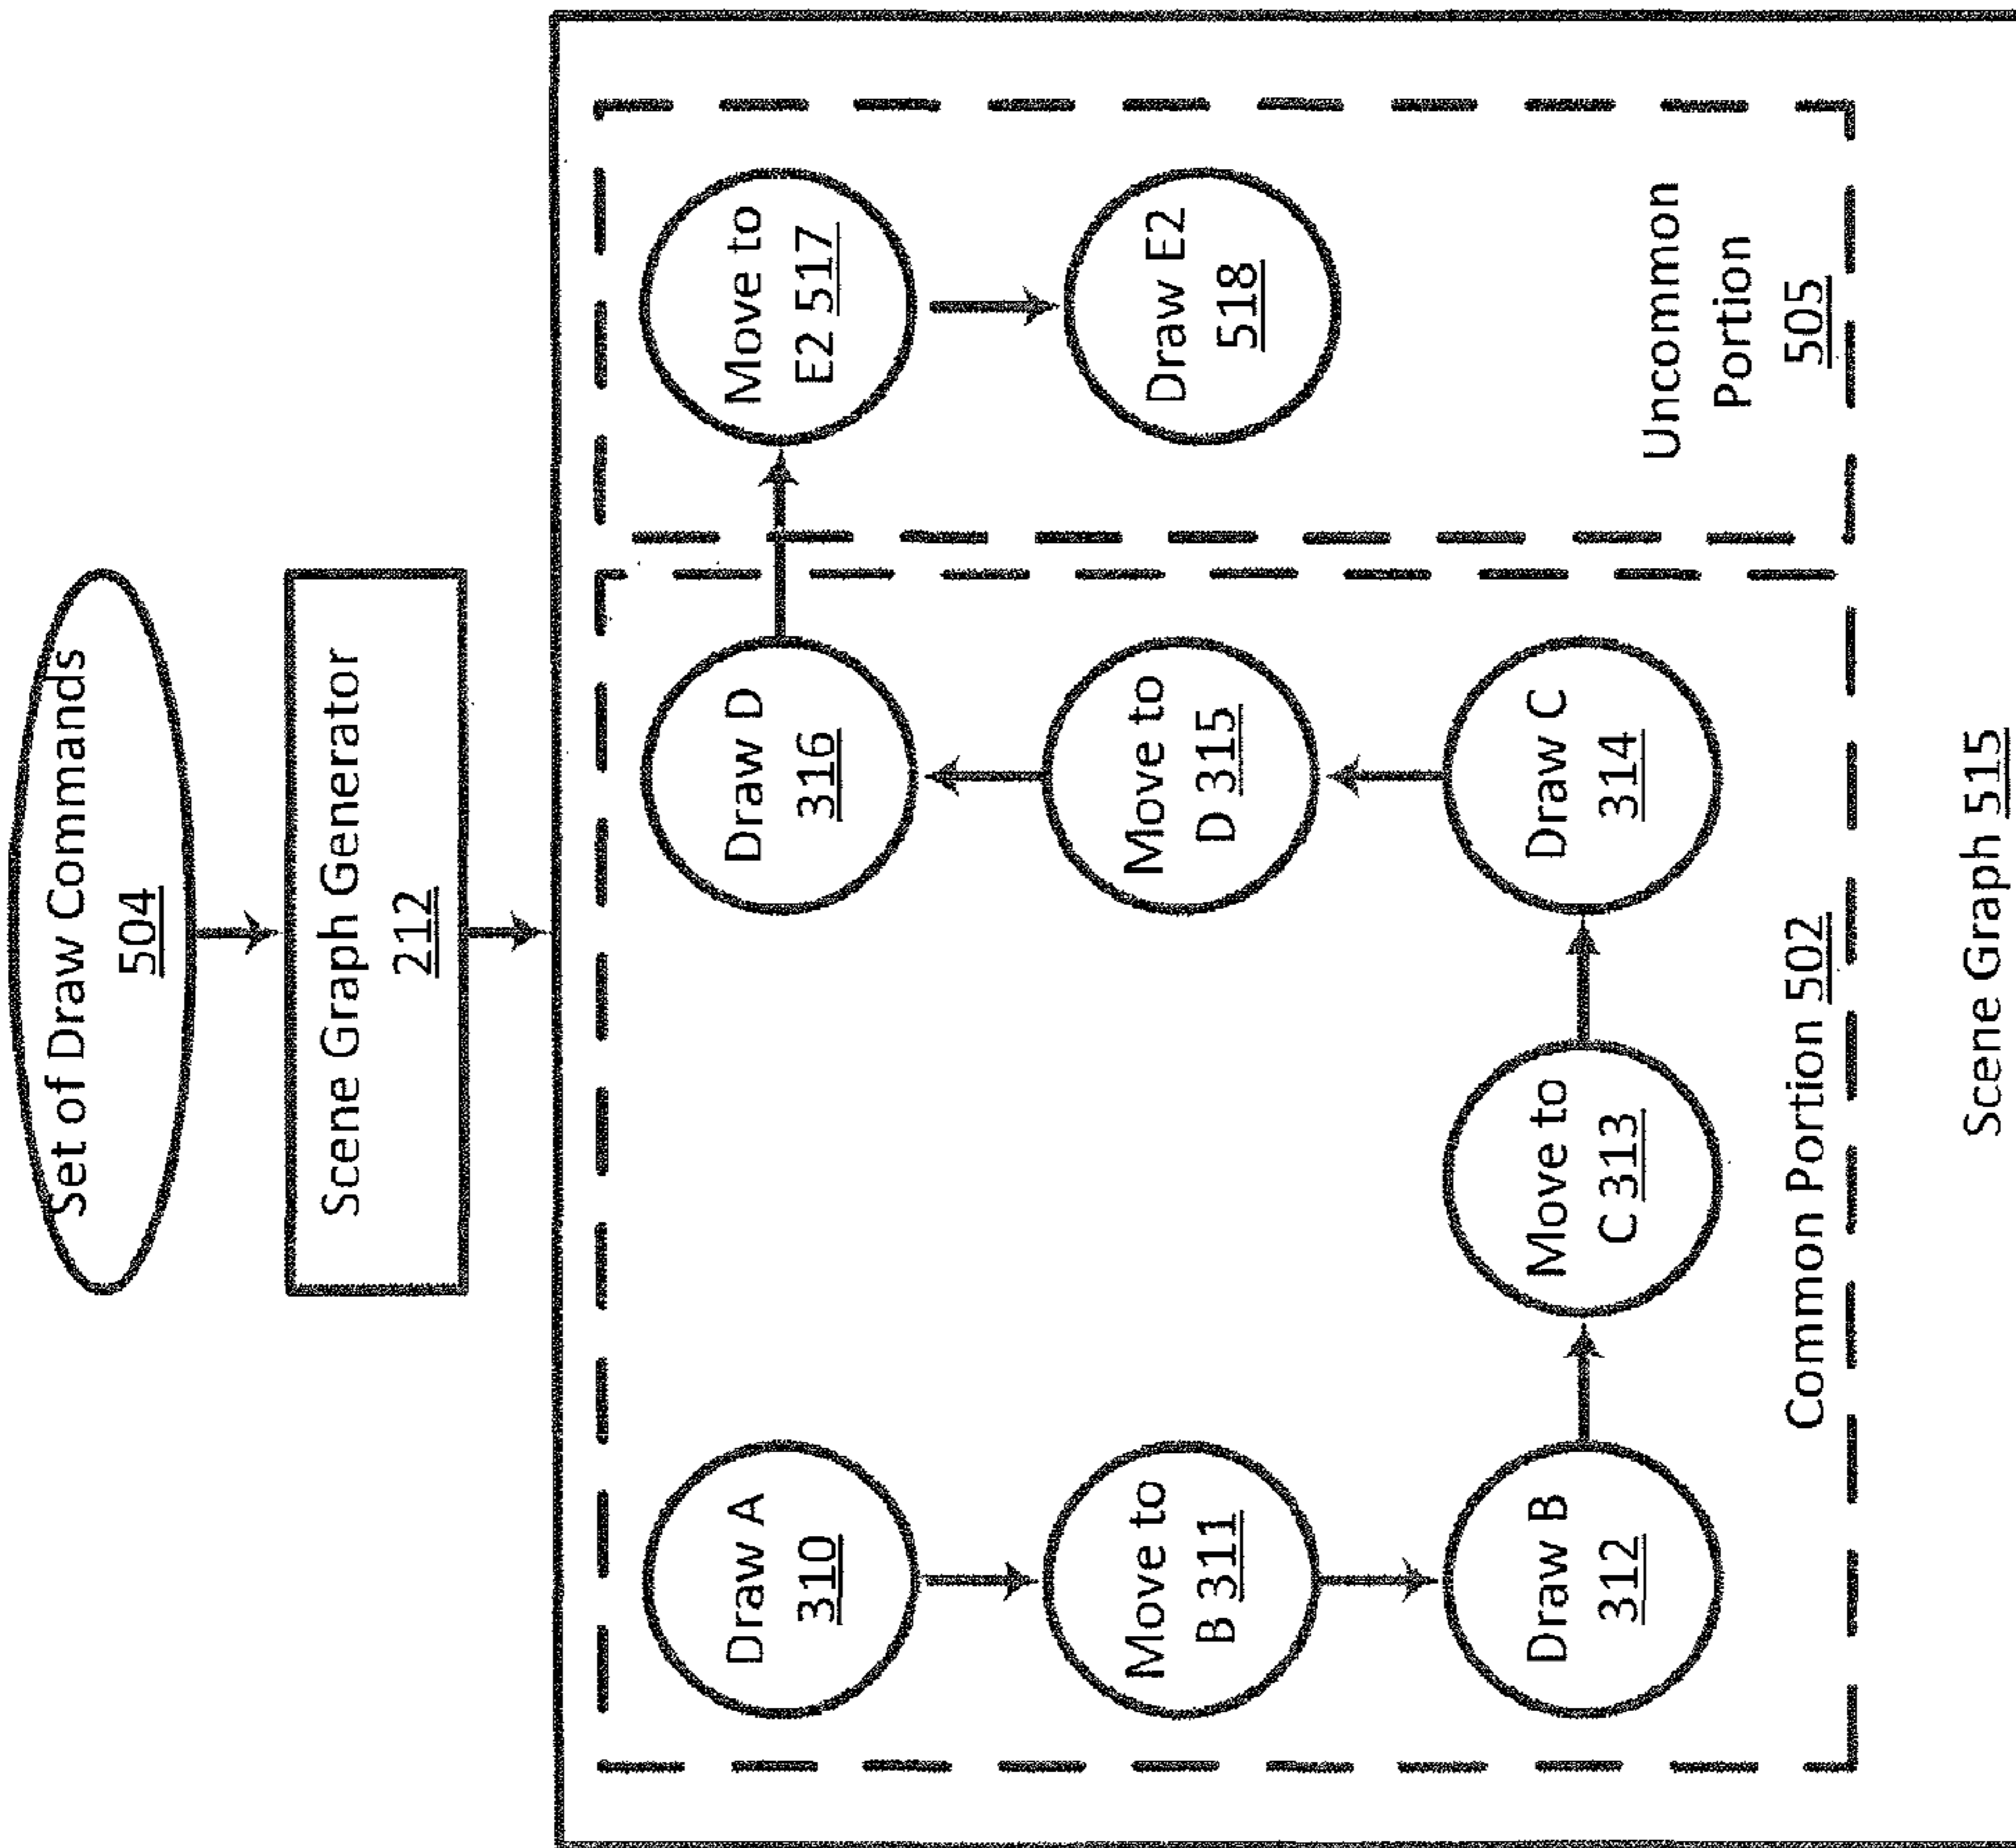 Set of Draw Commands
504
Scene Graph Generator
212
Draw A
310
Move to
B 311
Draw B
312
Move to
C 313
Draw C
314
Move to
D 315
Draw D
316
Common Portion 502
Move to
E2 517
Draw E2
518
Uncommon
Portion
505
Scene Graph 515